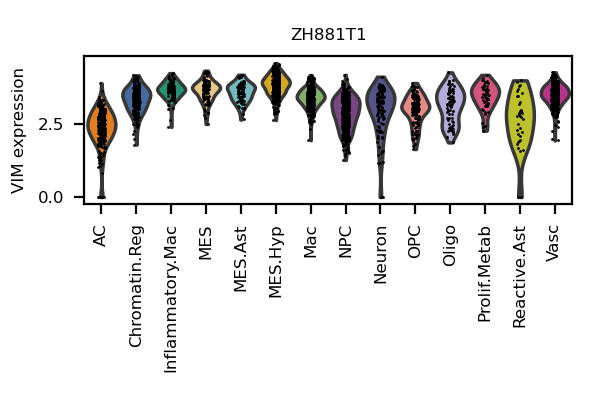 ZH881T1
VIM expression
2.5
0.0
AC
Chromatin.Reg
Inflammatory.Mac
MES
MES.Ast
MES.Hyp
Mac
NPC
Neuron
OPC
Oligo
Prolif.Metab
Reactive.Ast
Vasc